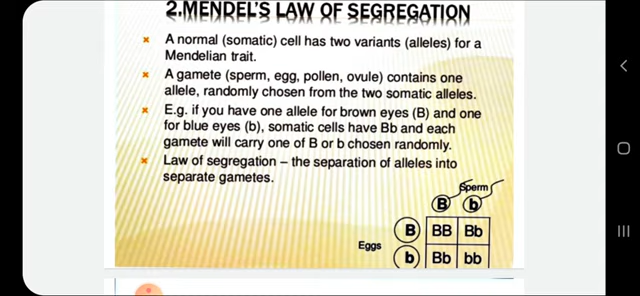 2.MENDEL'S LAW OF SEGREGATION
A normal (somatic) cell has two variants (alleles) for a
Mendelian trait.
A gamete (sperm, egg, pollen, ovule) contains one
allele, randomly chosen from the two somatic alleles.
E.g. if you have one allele for brown eyes (B) and one
for blue eyes (b), somatic cells have Bb and each
gamete will carry one of B or b chosen randomly.
Law of segregation – the separation of alleles into
separate gametes.
Sperm
B b
B BB Bb
Eggs
b Bb bb